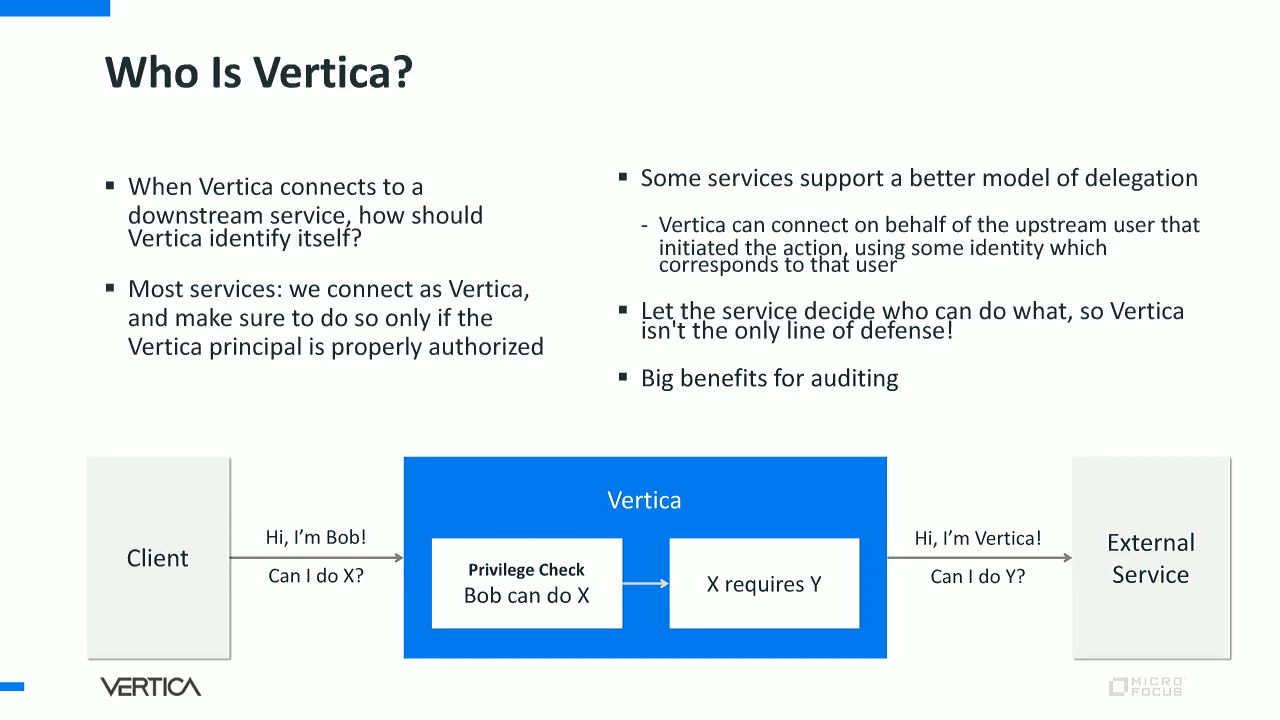 Who Is Vertica?
▪ When Vertica connects to a
downstream service, how should
Vertica identify itself?
▪ Most services: we connect as Vertica,
and make sure to do so only if the
Vertica principal is properly authorized
▪ Some services support a better model of delegation
- Vertica can connect on behalf of the upstream user that
initiated the action, using some identity which
corresponds to that user
▪ Let the service decide who can do what, so Vertica
isn't the only line of defense!
▪ Big benefits for auditing
Client
Hi, I’m Bob!
Can I do X?
Vertica
Privilege Check
Bob can do X
X requires Y
Hi, I’m Vertica!
Can I do Y?
External
Service
VERTICA
MICRO
FOCUS